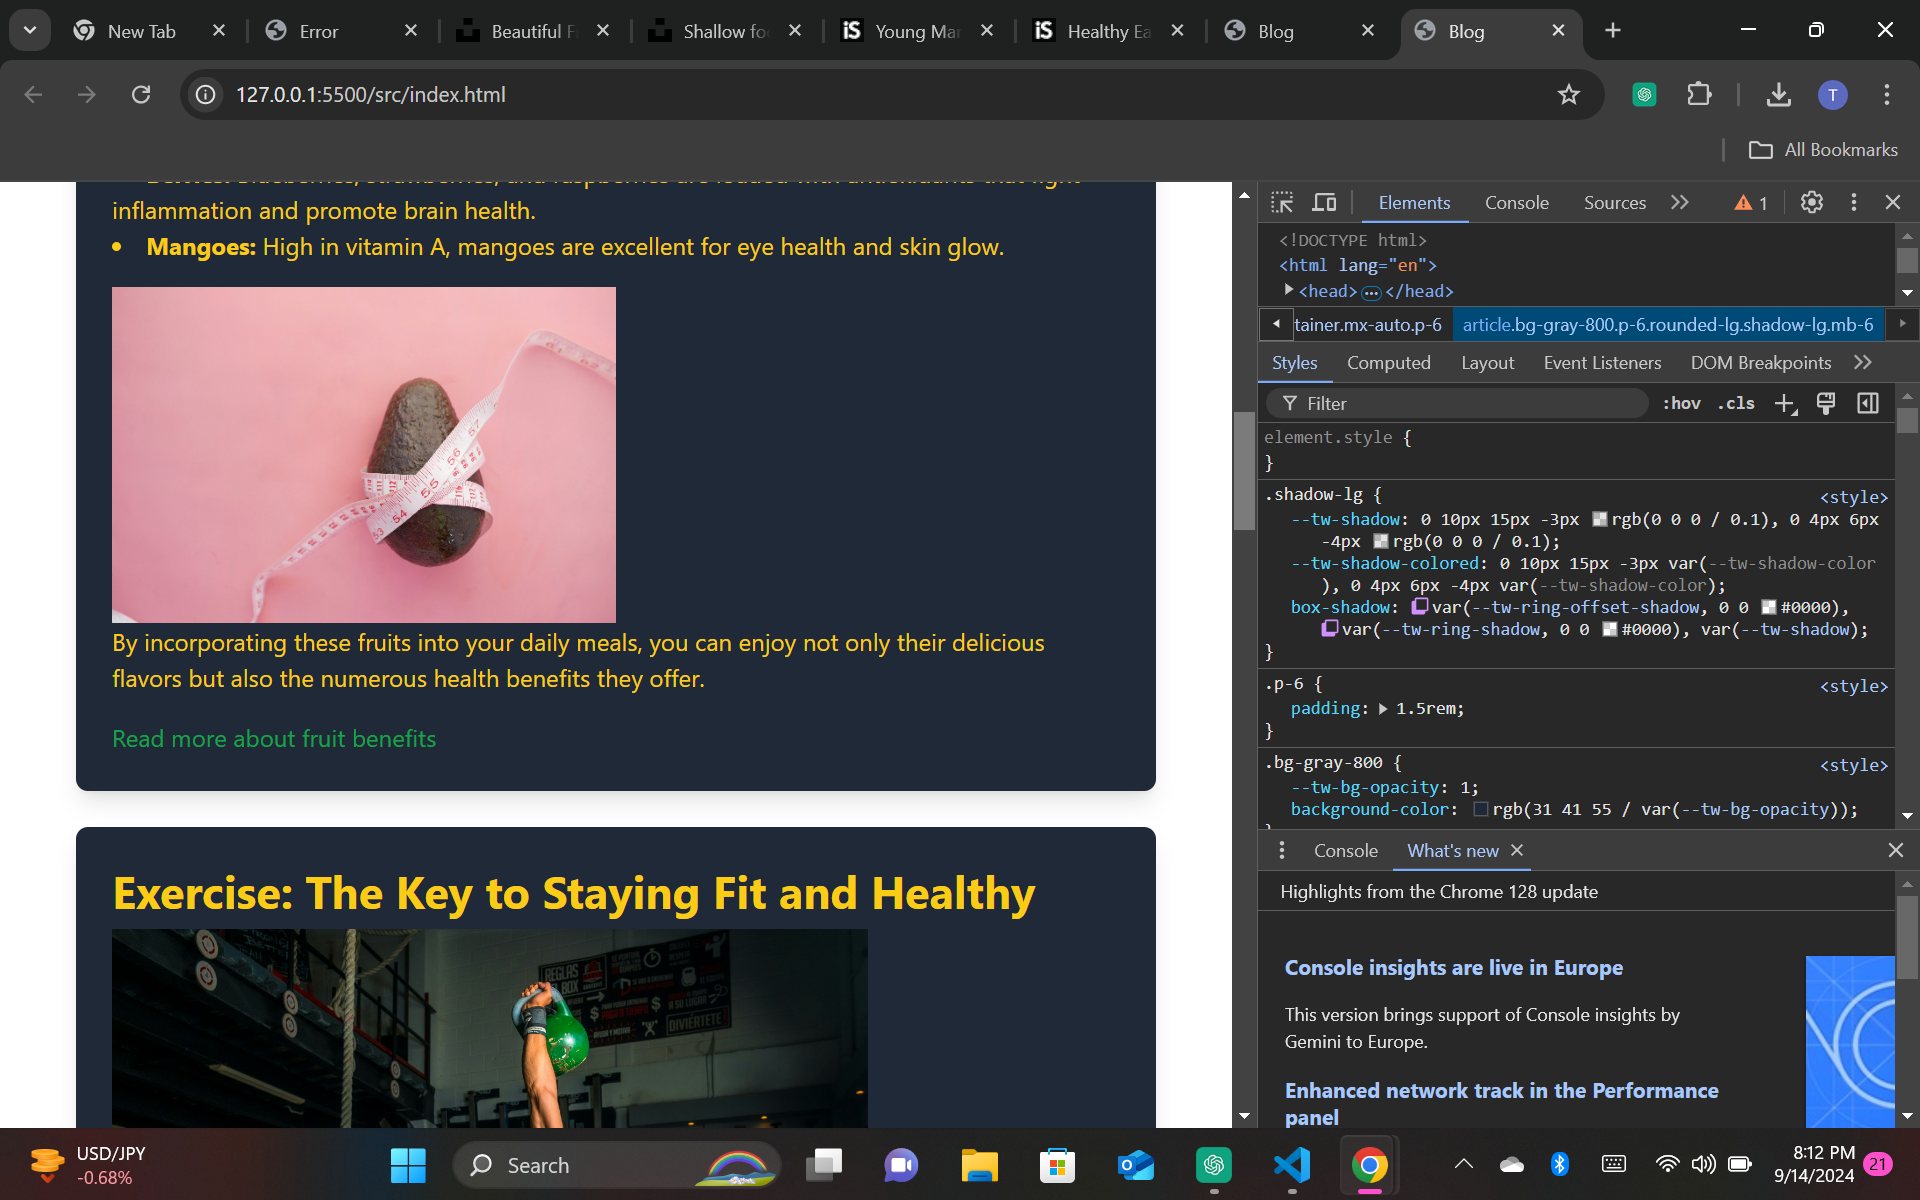 New Tab
Error
Beautiful F
Shallow fo
Young Mar
Healthy Ea
Blog
Blog
127.0.0.1:5500/src/index.html
T
All Bookmarks
inflammation and promote brain health.
• Mangoes: High in vitamin A, mangoes are excellent for eye health and skin glow.
57
56
55
54
53
By incorporating these fruits into your daily meals, you can enjoy not only their delicious
flavors but also the numerous health benefits they offer.
Read more about fruit benefits
Exercise: The Key to Staying Fit and Healthy
REGLAS
BOX
DIVIÉRTETE
Elements
Console
Sources
1
<!DOCTYPE html>
<html lang="en">
<head> … </head>
tainer.mx-auto.p-6
article.bg-gray-800.p-6.rounded-lg.shadow-lg.mb-6
Styles
Computed
Layout
Event Listeners
DOM Breakpoints
Filter
:hov
.cls
element.style {
}
.shadow-lg {
<style>
--tw-shadow: 0 10px 15px -3px rgb(0 0 0 / 0.1), 0 4px 6px
-4px rgb(0 0 0 / 0.1);
--tw-shadow-colored: 0 10px 15px -3px var(--tw-shadow-color
), 0 4px 6px -4px var(--tw-shadow-color);
box-shadow: var(--tw-ring-offset-shadow, 0 0 #0000),
var(--tw-ring-shadow, 0 0 #0000), var(--tw-shadow);
}
.p-6 {
<style>
padding: 1.5rem;
}
.bg-gray-800 {
<style>
--tw-bg-opacity: 1;
background-color: rgb(31 41 55 / var(--tw-bg-opacity));
Console
What's new
Highlights from the Chrome 128 update
Console insights are live in Europe
This version brings support of Console insights by
Gemini to Europe.
Enhanced network track in the Performance
panel
USD/JPY
-0.68%
Search
8:12 PM
9/14/2024
21